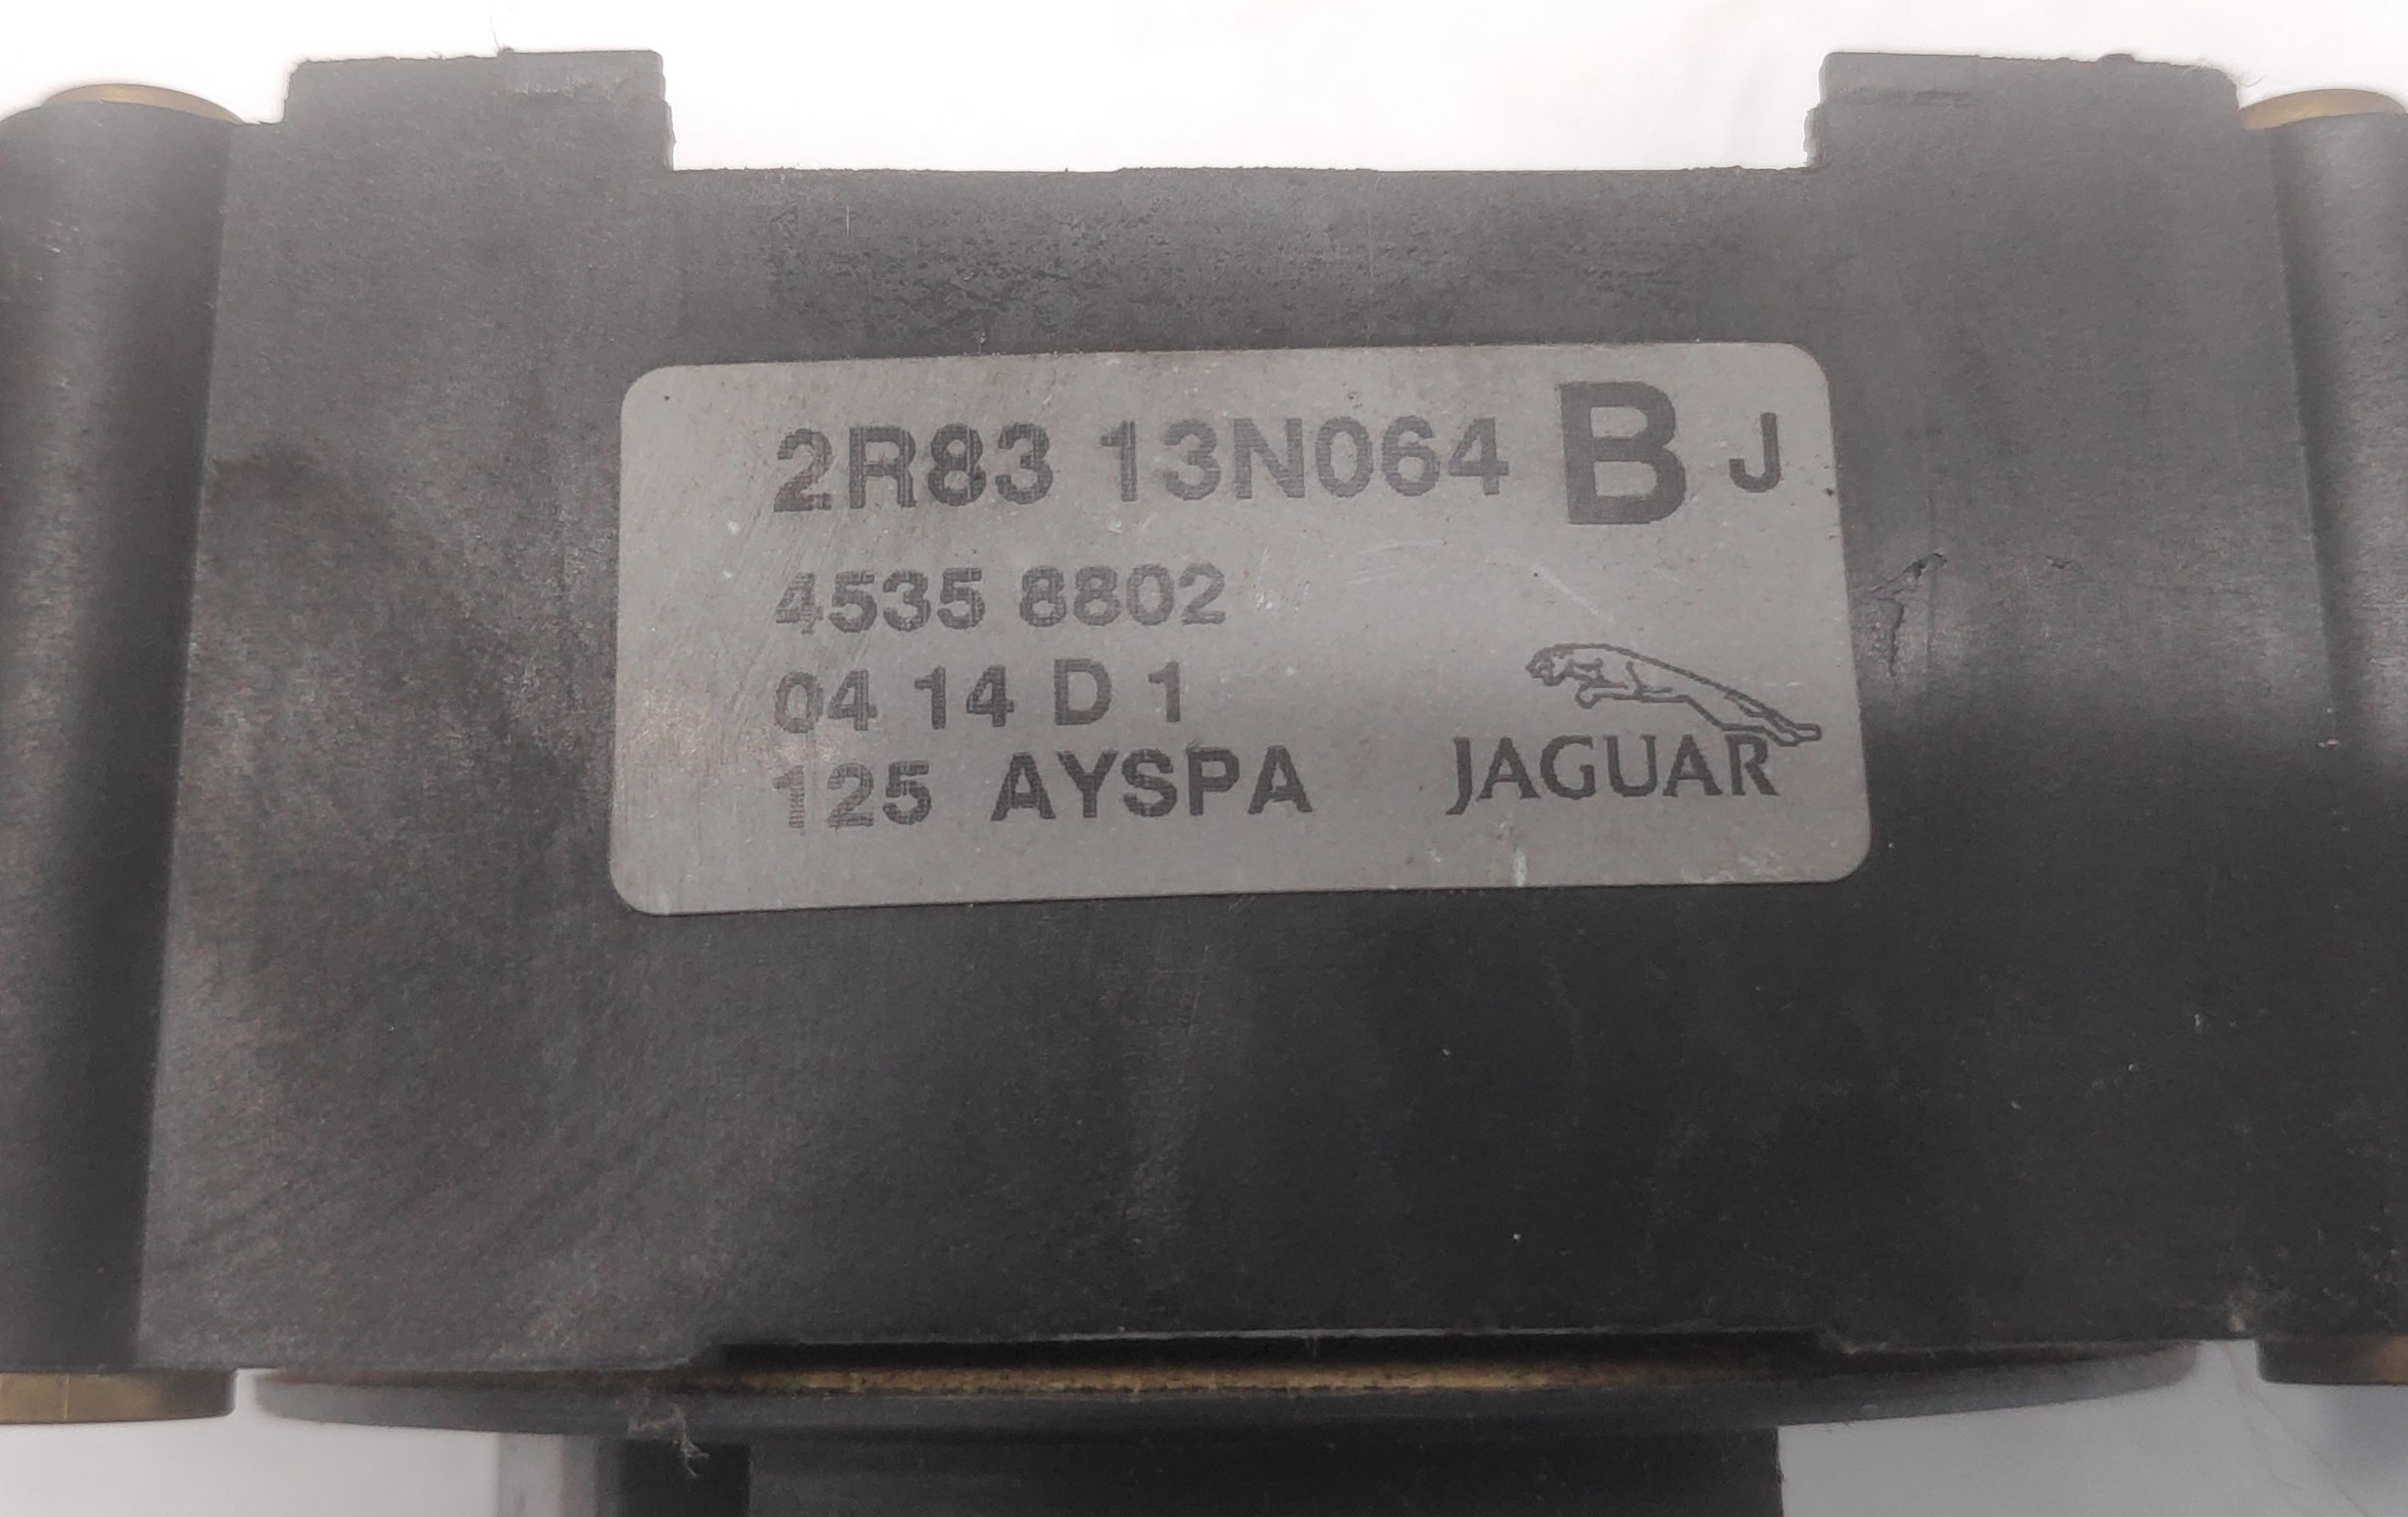 2R83 13N064 B J
4535 8802
04 14 D 1
125 AYSPA
JAGUAR